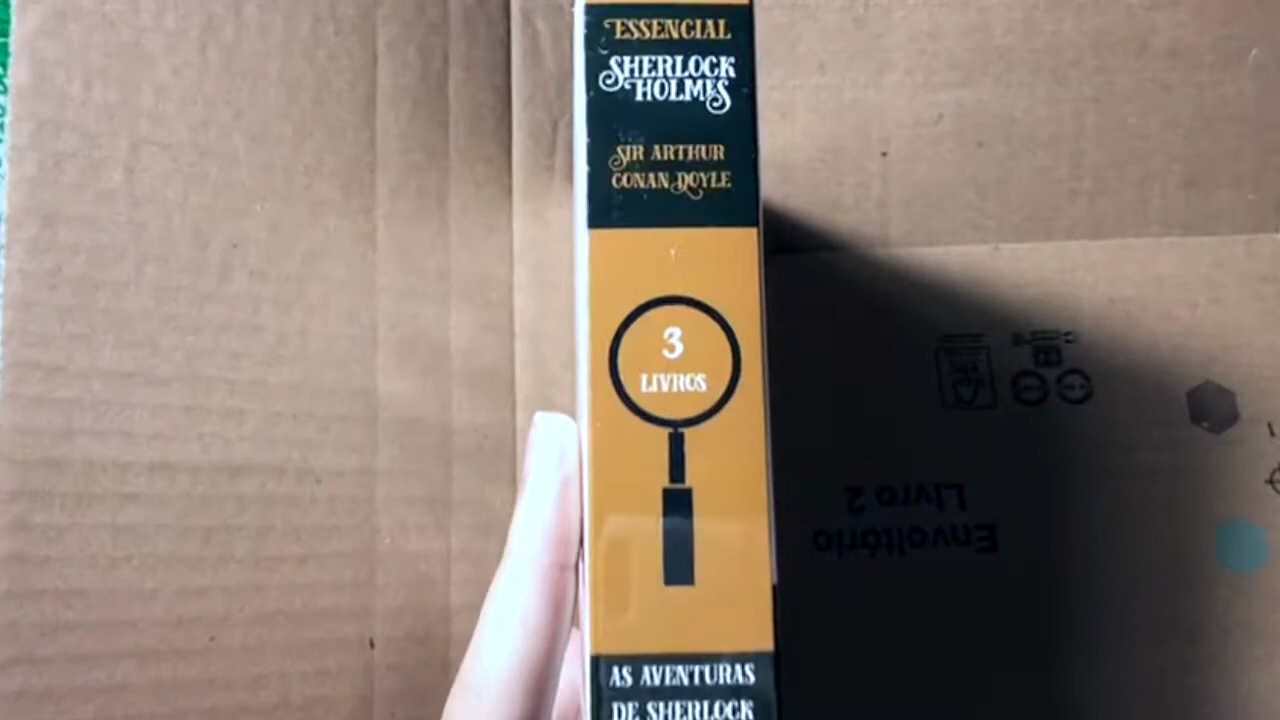 ESSENCIAL
SHERLOCK
HOLMES
SIR ARTHUR
CONAN DOYLE
3
LIVROS
AS AVENTURAS
DE SHERLOCK
Envoltório
Livro 2